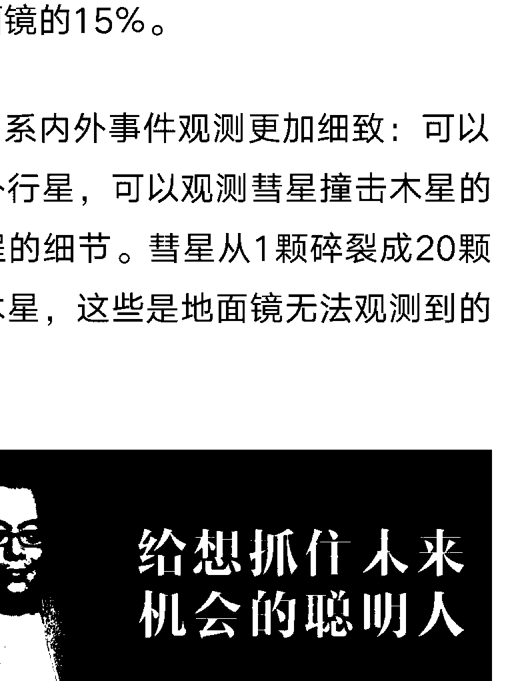 镜的15%。
系内外事件观测更加细致：可以
行星，可以观测彗星撞击木星的
的细节。彗星从1颗碎裂成20颗
木星，这些是地面镜无法观测到的
给想抓住未来
机会的聪明人